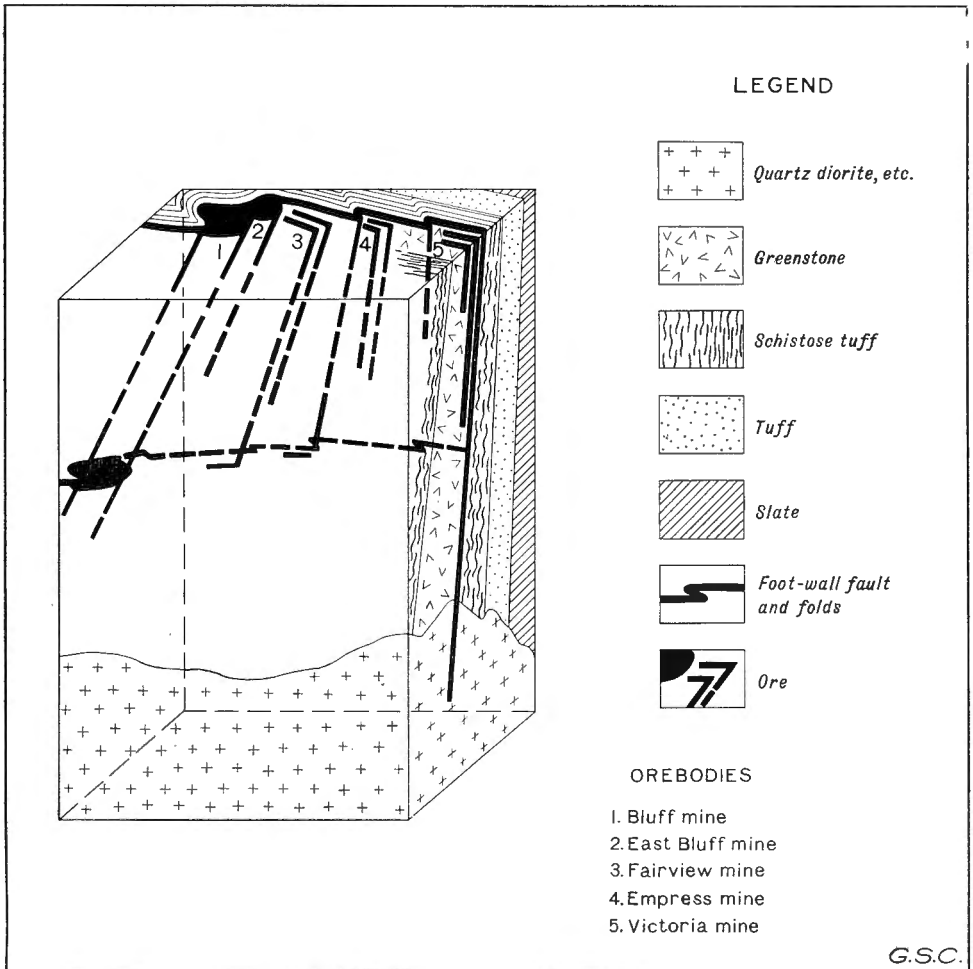 LEGEND
Quartz diorite, etc.
Greenstone
Schistose tuff
Tuff
Slate
Foot-wall fault
and folds
Ore
1
2
3
4
5
OREBODIES
1. Bluff mine
2. East Bluff mine
3. Fairview mine
4. Empress mine
5. Victoria mine
G.S.C.